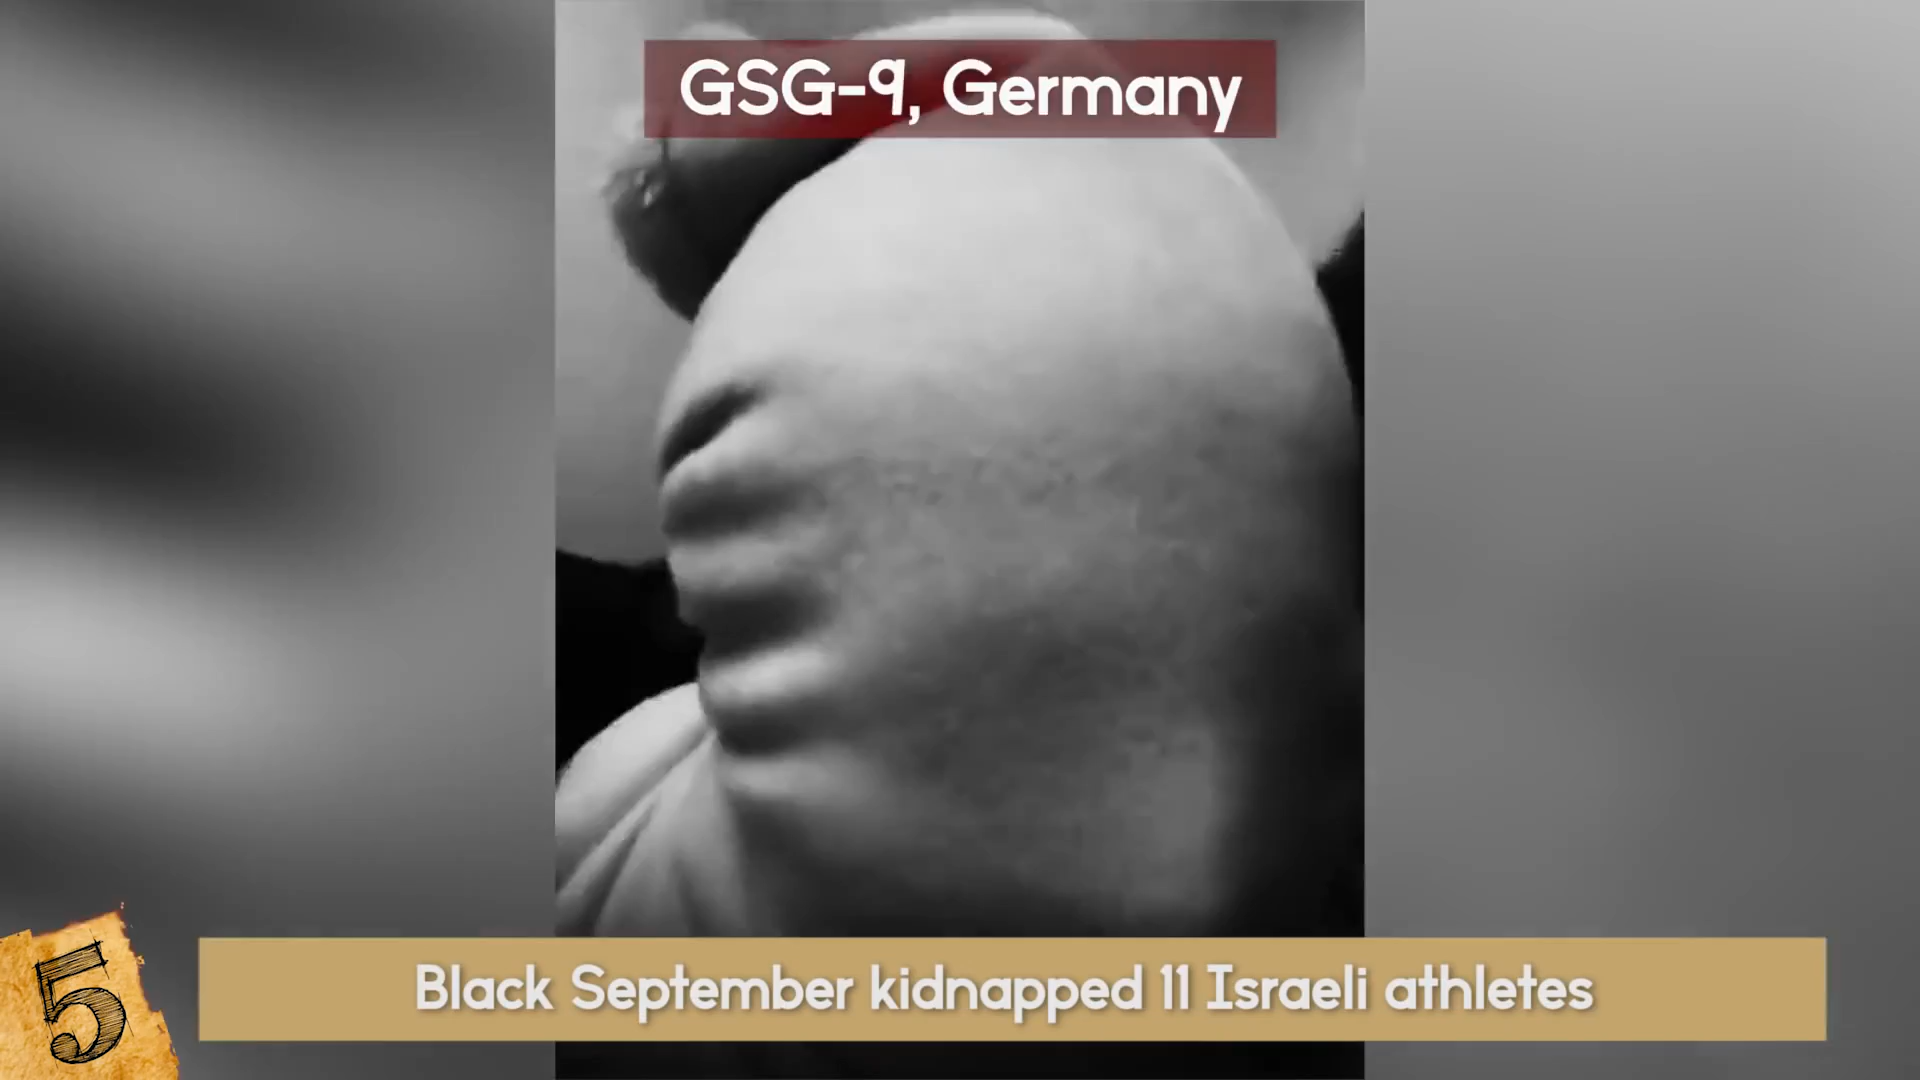 GSG-9, Germany
Black September kidnapped 11 Israeli athletes
5